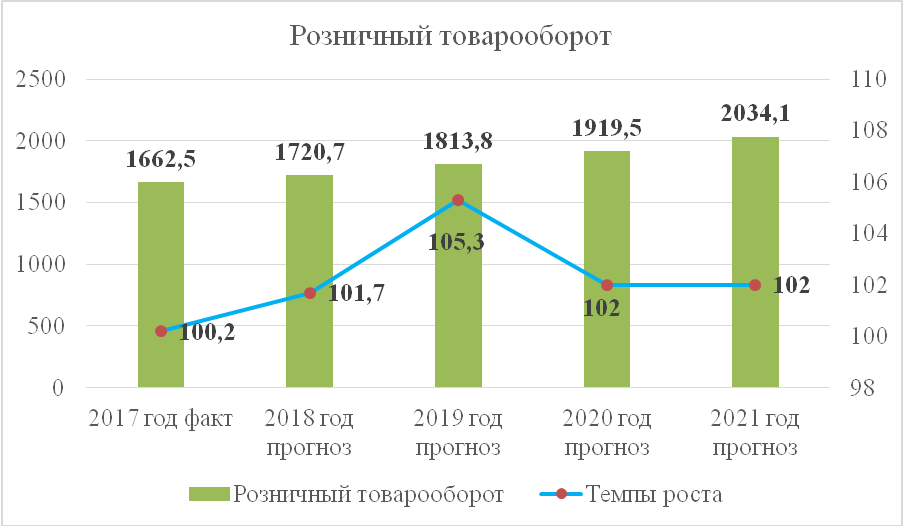 Розничный товарооборот
2500
2000
1500
1000
500
0
110
108
106
104
102
100
98
1662,5
1720,7
1813,8
1919,5
2034,1
100,2
101,7
105,3
102
102
2017 год факт
2018 год
прогноз
2019 год
прогноз
2020 год
прогноз
2021 год
прогноз
Розничный товарооборот
Темпы роста